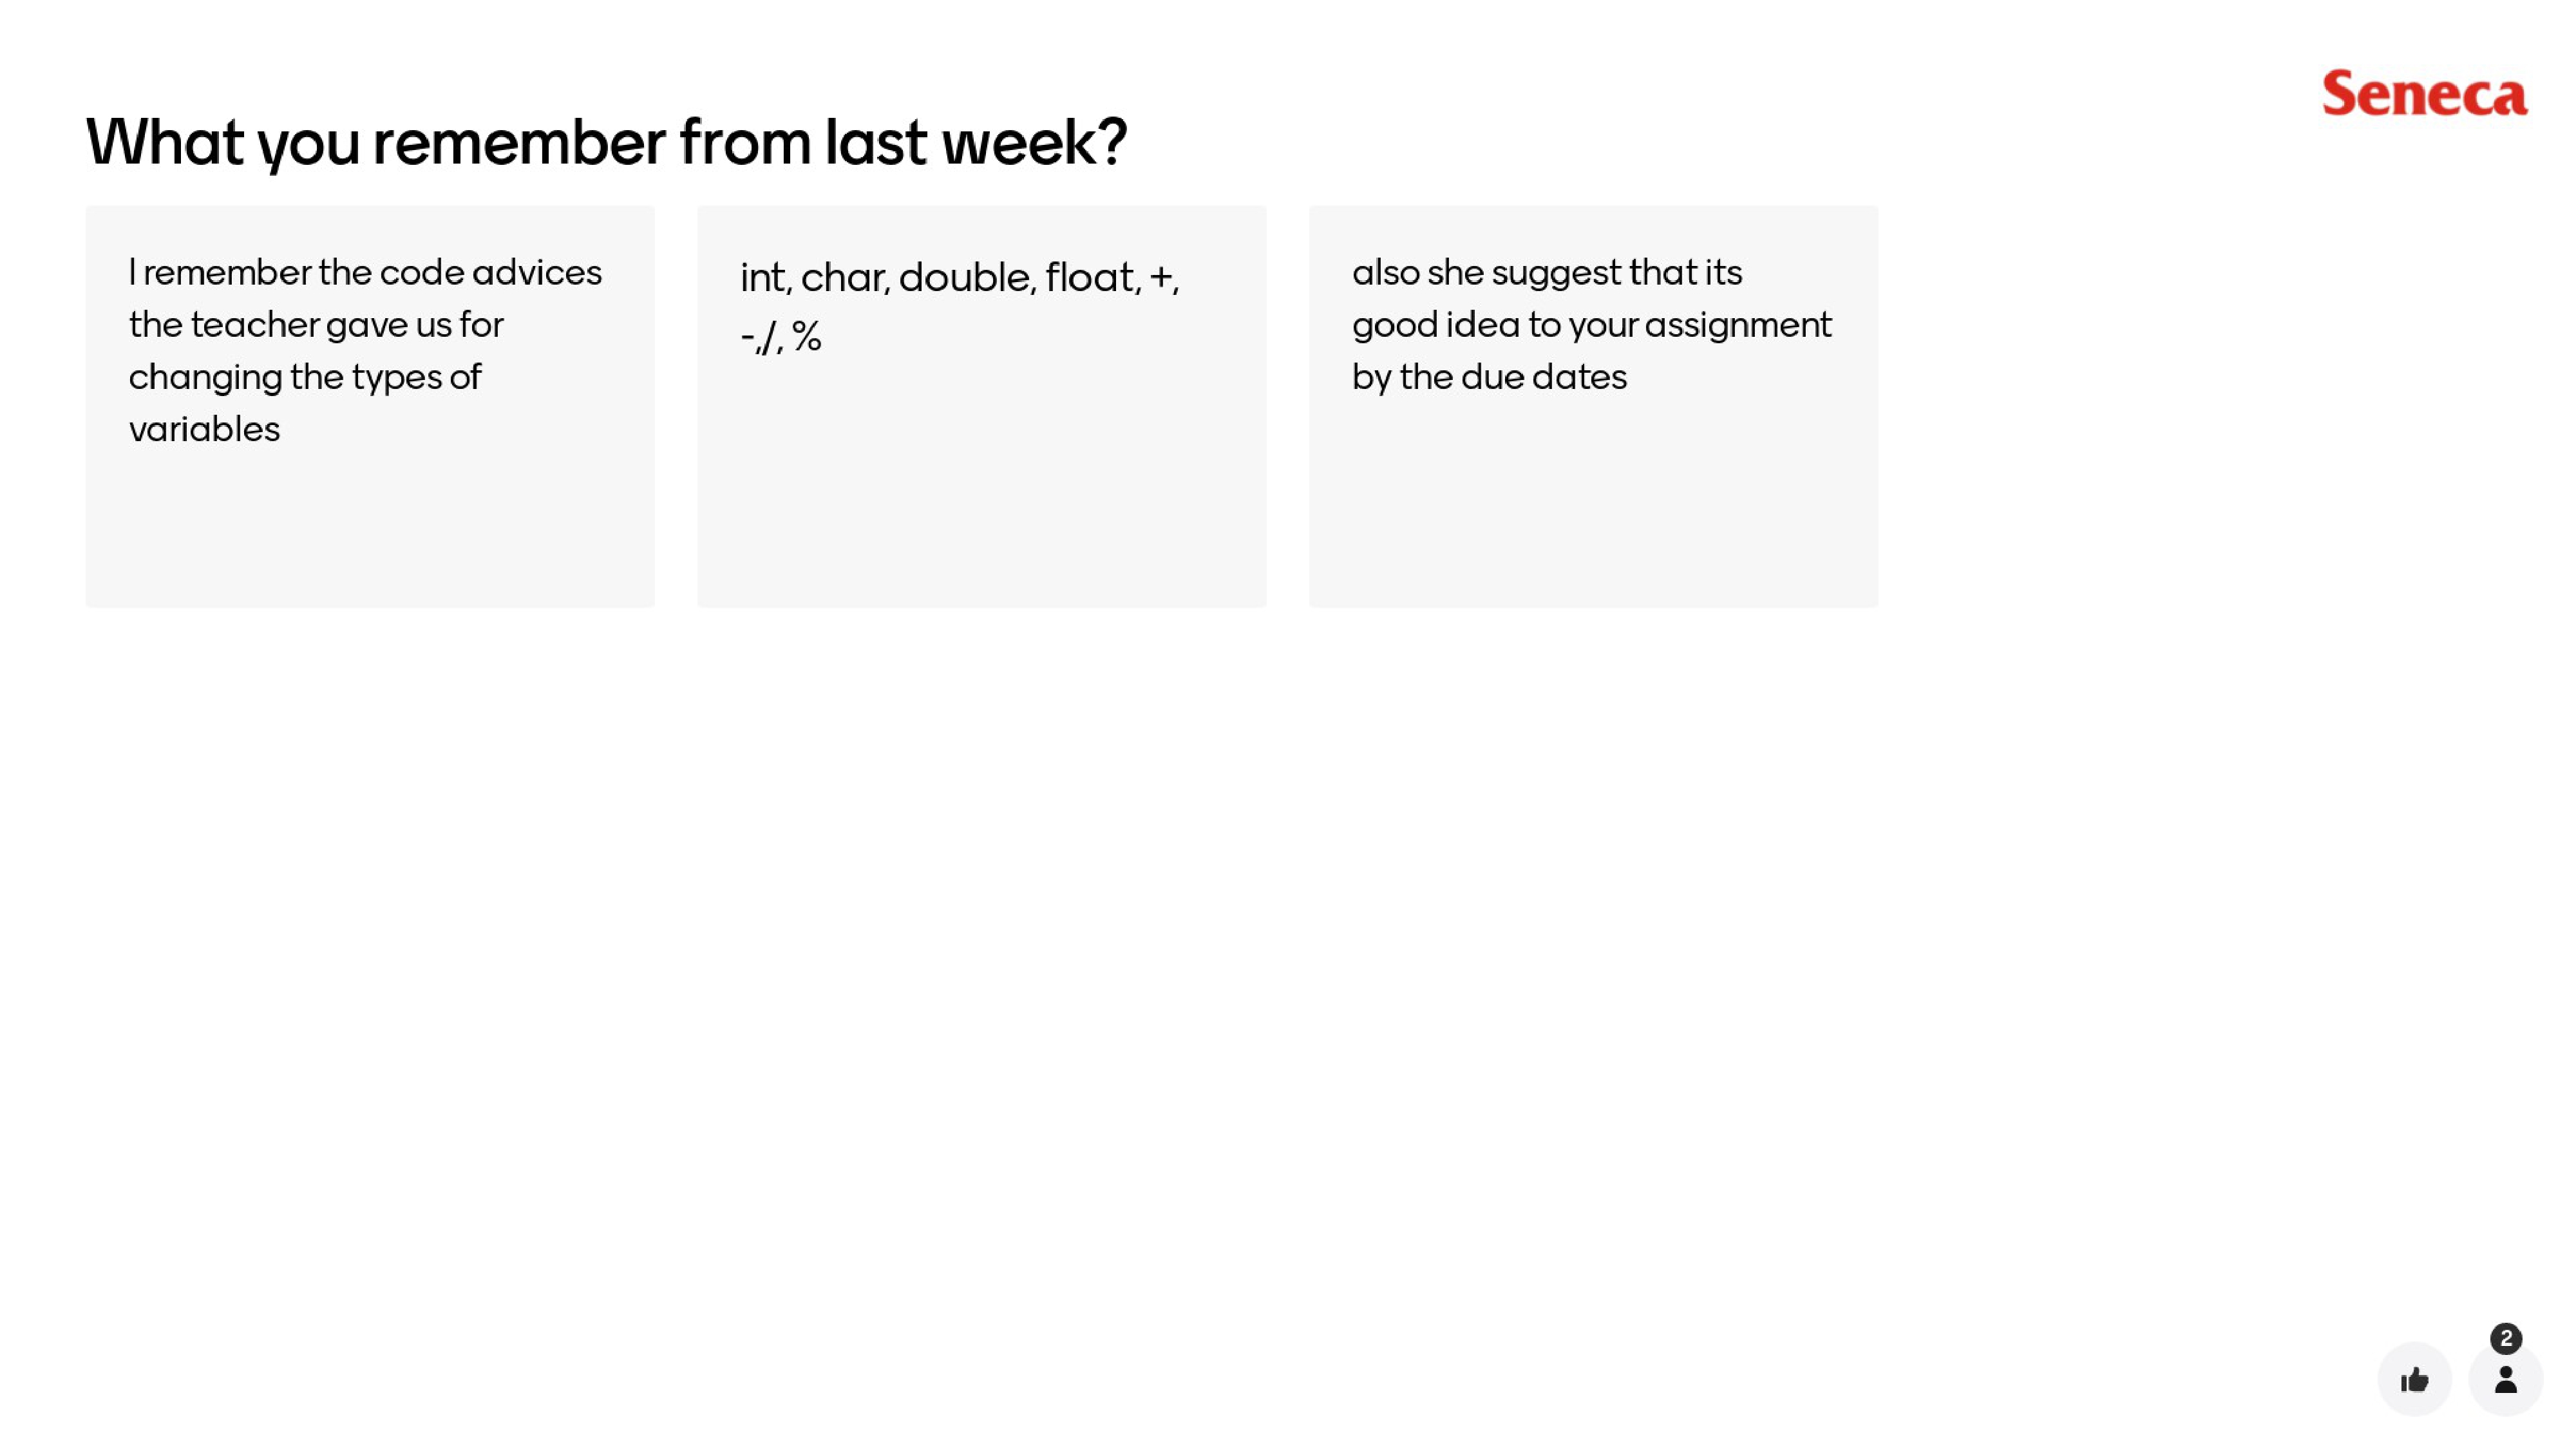 Seneca
What you remember from last week?
I remember the code advices
the teacher gave us for
changing the types of
variables
int, char, double, float, +,
-,/, %
also she suggest that its
good idea to your assignment
by the due dates
2